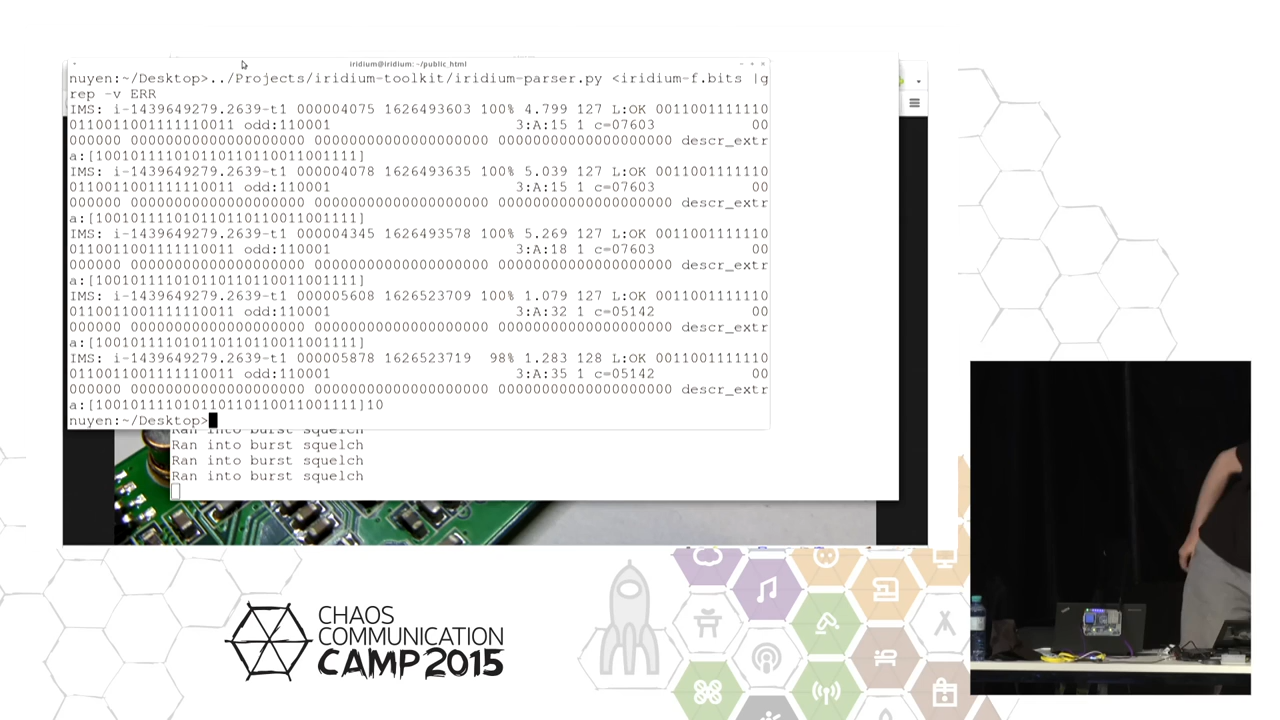 iridium@iridium: ~/public_html
nuyen:~/Desktop>../Projects/iridium-toolkit/iridium-parser.py <iridium-f.bits |g
rep -v ERR
IMS: i-1439649279.2639-t1 000004075 1626493603 100% 4.799 127 L:OK 0011001111110
0110011001111110011 odd:110001 3:A:15 1 c=07603 00
000000 00000000000000000000 00000000000000000000 00000000000000000000 descr_extr
a:[1001011110101101101100110011111]
IMS: i-1439649279.2639-t1 000004078 1626493635 100% 5.039 127 L:OK 0011001111110
0110011001111110011 odd:110001 3:A:15 1 c=07603 00
000000 00000000000000000000 00000000000000000000 00000000000000000000 descr_extr
a:[1001011110101101101100110011111]
IMS: i-1439649279.2639-t1 000004345 1626493578 100% 5.269 127 L:OK 0011001111110
0110011001111110011 odd:110001 3:A:18 1 c=07603 00
000000 00000000000000000000 00000000000000000000 00000000000000000000 descr_extr
a:[1001011110101101101100110011111]
IMS: i-1439649279.2639-t1 000005608 1626523709 100% 1.079 127 L:OK 0011001111110
0110011001111110011 odd:110001 3:A:32 1 c=05142 00
000000 00000000000000000000 00000000000000000000 00000000000000000000 descr_extr
a:[1001011110101101101100110011111]
IMS: i-1439649279.2639-t1 000005878 1626523719 98% 1.283 128 L:OK 0011001111110
0110011001111110011 odd:110001 3:A:35 1 c=05142 00
000000 00000000000000000000 00000000000000000000 00000000000000000000 descr_extr
a:[1001011110101101101100110011111]10
nuyen:~/Desktop>
Ran into burst squelch
Ran into burst squelch
Ran into burst squelch
Ran into burst squelch
CHAOS
COMMUNICATION
CAMP 2015